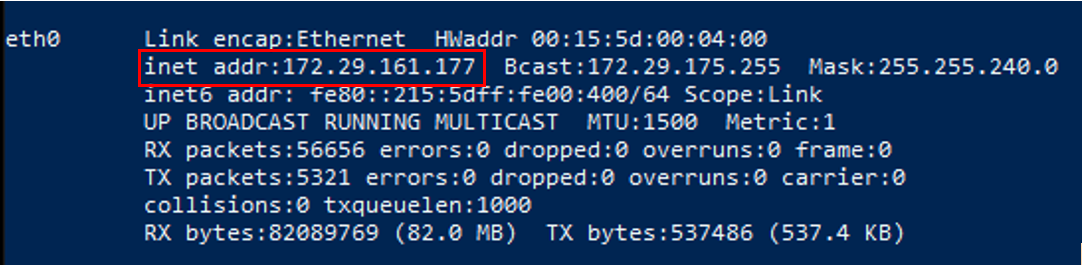 eth0 Link encap:Ethernet HWaddr 00:15:5d:00:04:00
inet addr:172.29.161.177 Bcast:172.29.175.255 Mask:255.255.240.0
inet6 addr: fe80::215:5dff:fe00:400/64 Scope:Link
UP BROADCAST RUNNING MULTICAST MTU:1500 Metric:1
RX packets:56656 errors:0 dropped:0 overruns:0 frame:0
TX packets:5321 errors:0 dropped:0 overruns:0 carrier:0
collisions:0 txqueuelen:1000
RX bytes:82089769 (82.0 MB) TX bytes:537486 (537.4 KB)